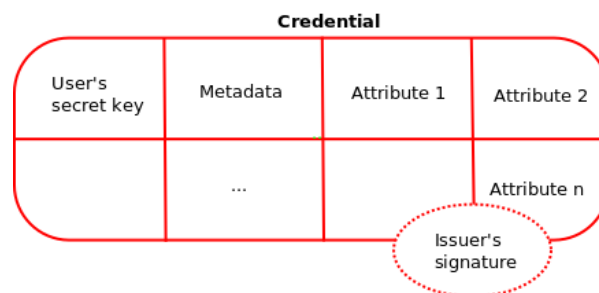 Credential
User's
secret key
Metadata
Attribute 1
Attribute 2
...
Attribute n
Issuer's
signature